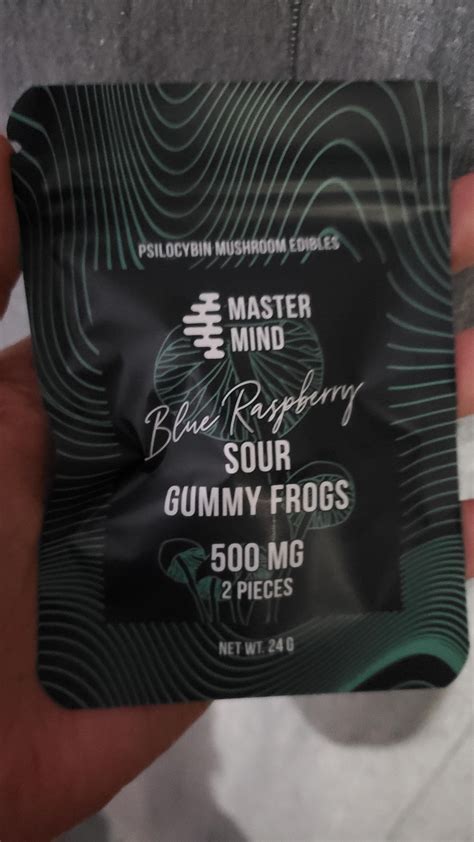 PSILOCYBIN MUSHROOM EDIBLES
MASTER
MIND
Blue Raspberry
SOUR
GUMMY FROGS
500 MG
2 PIECES
NET WT. 24 G